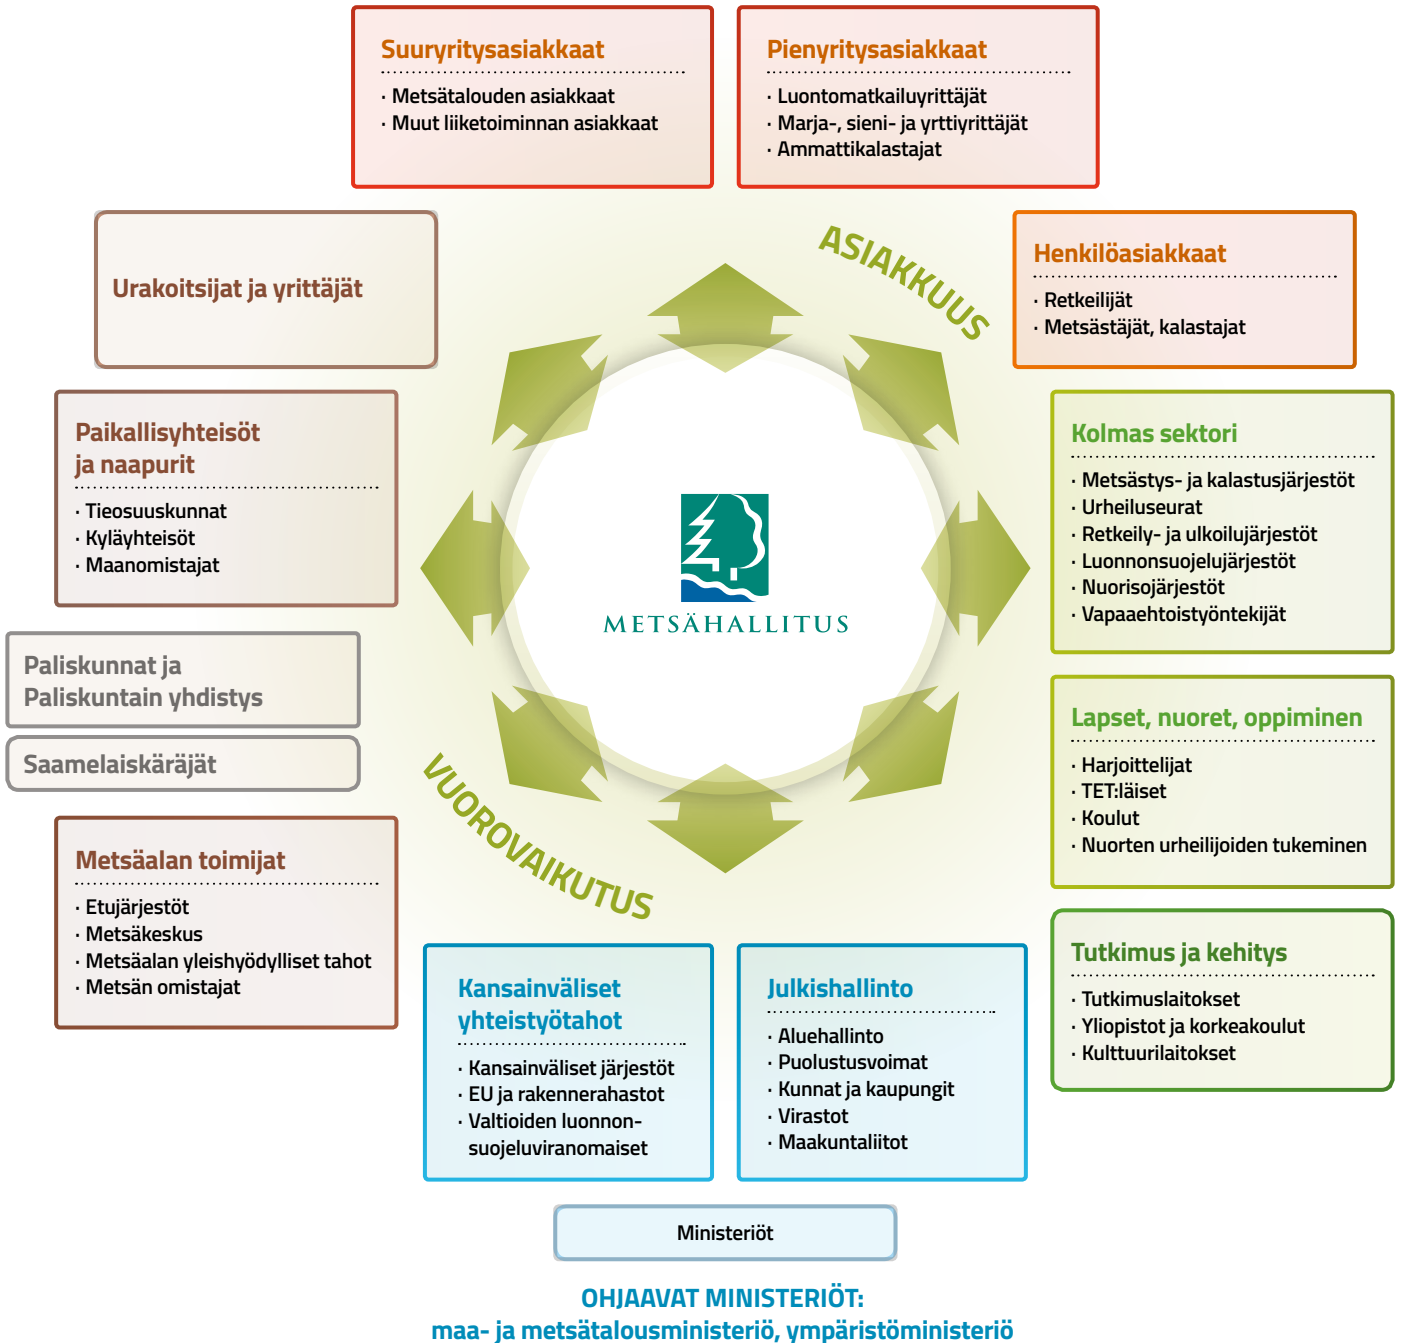 Suuryritysasiakkaat
· Metsätalouden asiakkaat
· Muut liiketoiminnan asiakkaat
Pienyritysasiakkaat
· Luontomatkailuyrittäjät
· Marja-, sieni- ja yrttiyrittäjät
· Ammattikalastajat
Urakoitsijat ja yrittäjät
ASIAKKUUS
Henkilöasiakkaat
· Retkeilijät
· Metsästäjät, kalastajat
Paikallisyhteisöt
ja naapurit
· Tieosuuskunnat
· Kyläyhteisöt
· Maanomistajat
METSÄHALLITUS
Kolmas sektori
· Metsästys- ja kalastusjärjestöt
· Urheiluseurat
· Retkeily- ja ulkoilujärjestöt
· Luonnonsuojelujärjestöt
· Nuorisojärjestöt
· Vapaaehtoistyöntekijät
Paliskunnat ja
Paliskuntain yhdistys
Saamelaiskäräjät
Lapset, nuoret, oppiminen
· Harjoittelijat
· TET:läiset
· Koulut
· Nuorten urheilijoiden tukeminen
VUOROVAIKUTUS
Metsäalan toimijat
· Etujärjestöt
· Metsäkeskus
· Metsäalan yleishyödylliset tahot
· Metsän omistajat
Kansainväliset
yhteistyötahot
· Kansainväliset järjestöt
· EU ja rakennerahastot
· Valtioiden luonnon-
suojeluviranomaiset
Julkishallinto
· Aluehallinto
· Puolustusvoimat
· Kunnat ja kaupungit
· Virastot
· Maakuntaliitot
Tutkimus ja kehitys
· Tutkimuslaitokset
· Yliopistot ja korkeakoulut
· Kulttuurilaitokset
Ministeriöt
OHJAAVAT MINISTERIÖT:
maa- ja metsätalousministeriö, ympäristöministeriö